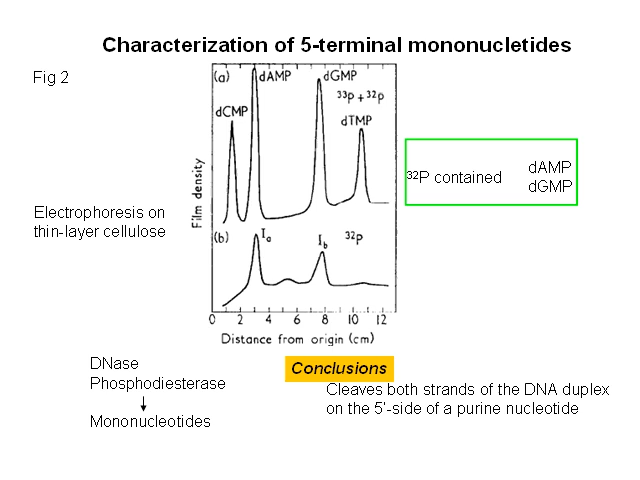 Characterization of 5-terminal mononucletides
Fig 2
(a)
dAMP
dGMP
33P + 32P
dCMP
dTMP
Film density
32P contained
dAMP
dGMP
Electrophoresis on
thin-layer cellulose
(b)
Ia
Ib
32P
0 2 4 6 8 10 12
Distance from origin (cm)
DNase
Phosphodiesterase
Mononucleotides
Conclusions
Cleaves both strands of the DNA duplex
on the 5'-side of a purine nucleotide